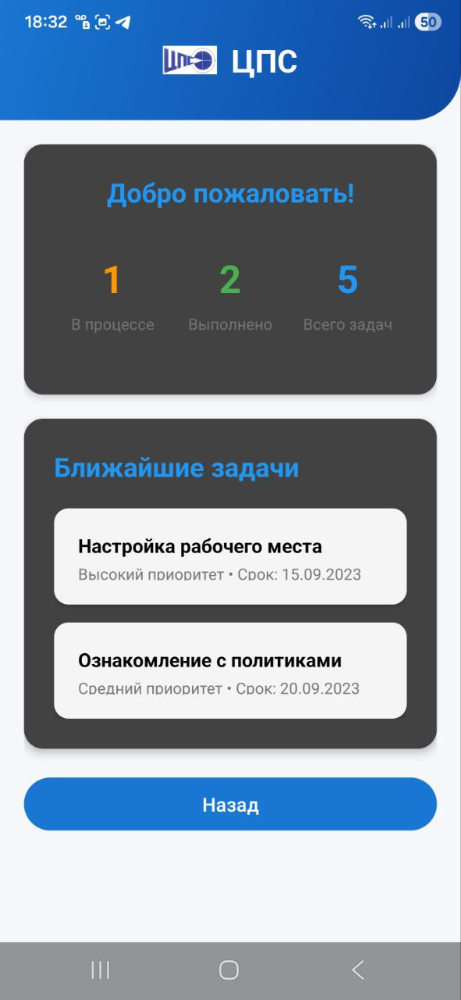 18:32
50
ЦПС ЦПС
Добро пожаловать!
1 2 5
В процессе Выполнено Всего задач
Ближайшие задачи
Настройка рабочего места
Высокий приоритет • Срок: 15.09.2023
Ознакомление с политиками
Средний приоритет • Срок: 20.09.2023
Назад